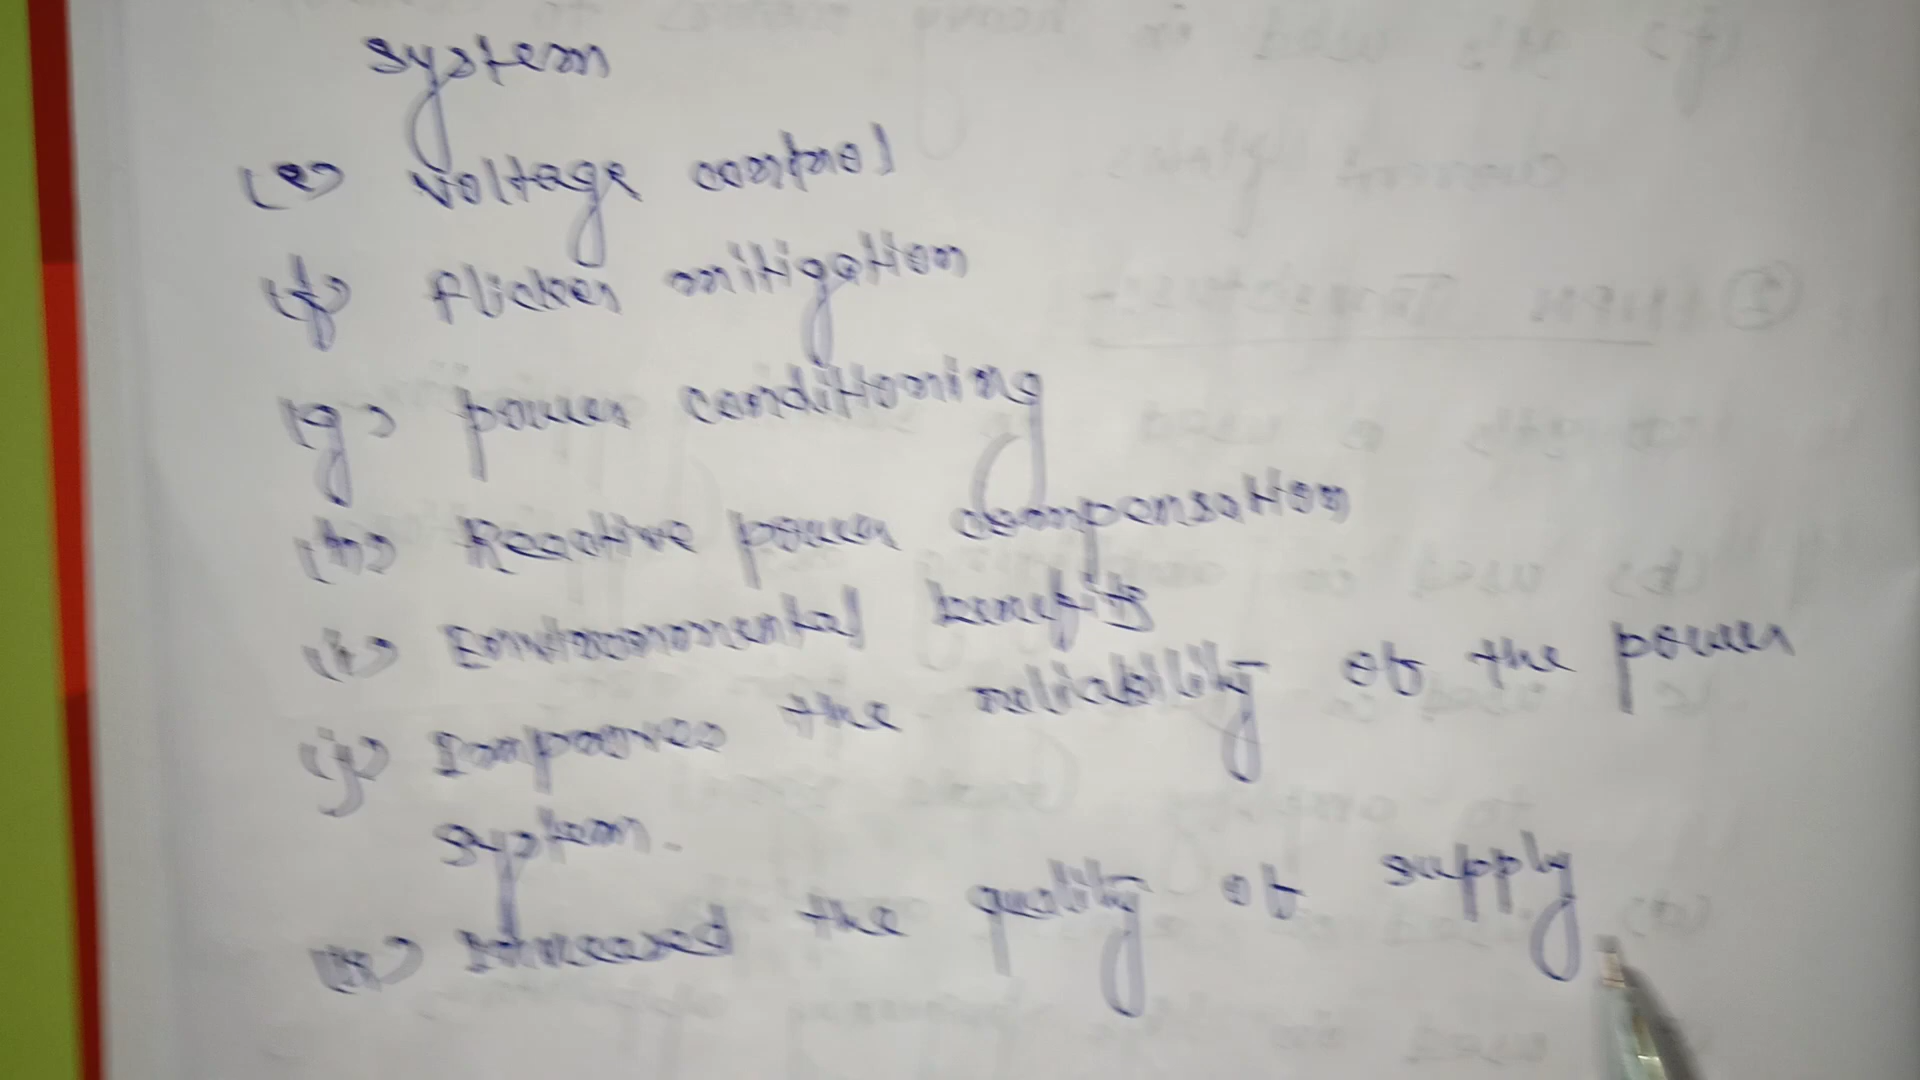 system
(e) Voltage control
(f) flicker mitigation
(g) power conditioning
(h) Reactive power compensation
(i) Environmental benefits
(j) Improves the reliability of the power
system.
(k) Increased the quality of supply